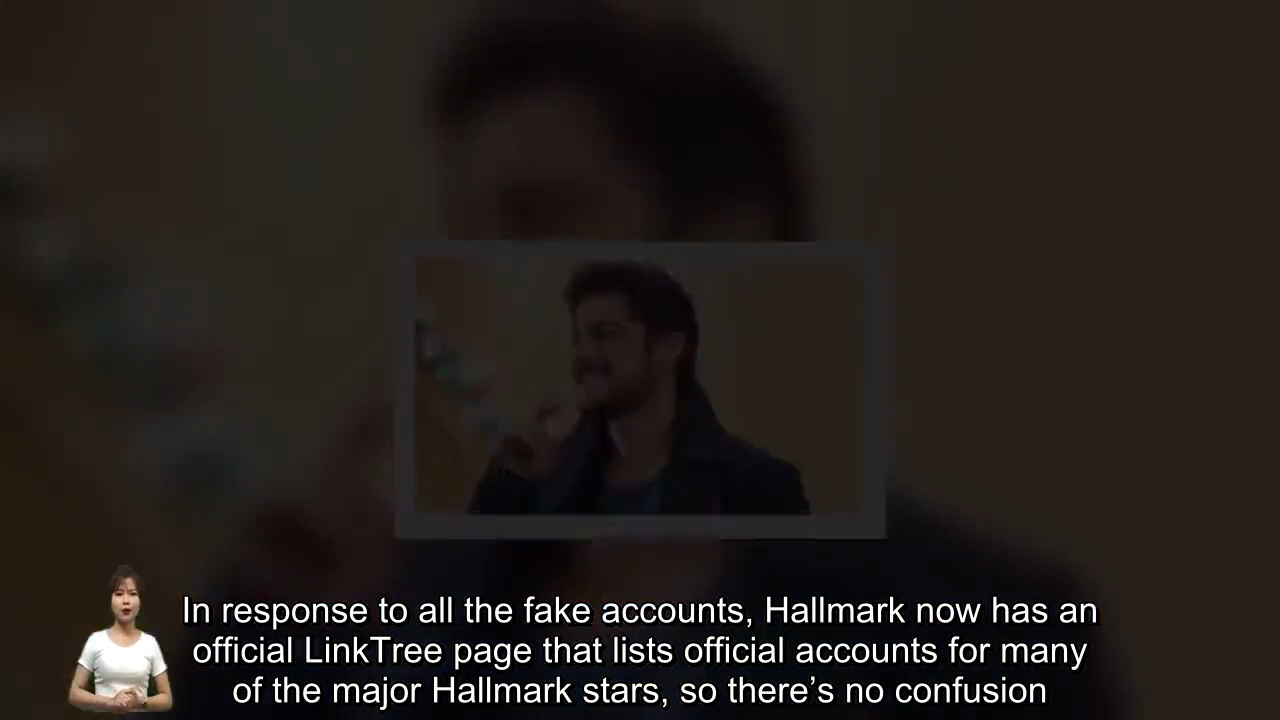 In response to all the fake accounts, Hallmark now has an
official LinkTree page that lists official accounts for many
of the major Hallmark stars, so there’s no confusion